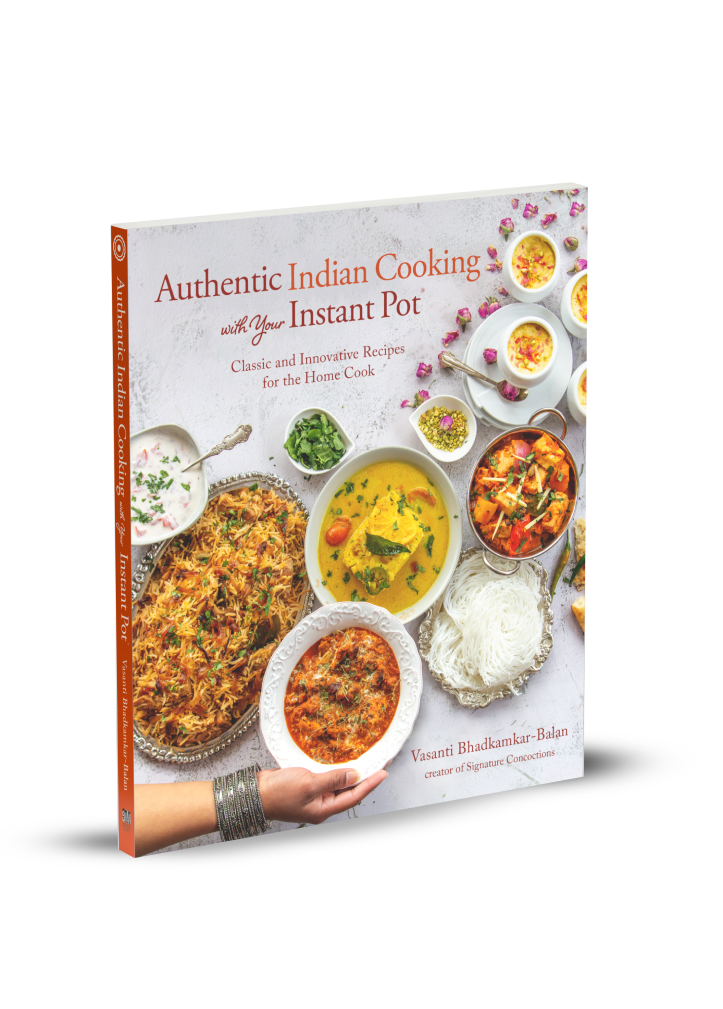 Authentic Indian Cooking
with Your Instant Pot
Classic and Innovative Recipes
for the Home Cook
Vasanti Bhadkamkar-Balan
creator of Signature Concoctions
Authentic Indian Cooking with Your Instant Pot
Vasanti Bhadkamkar-Balan